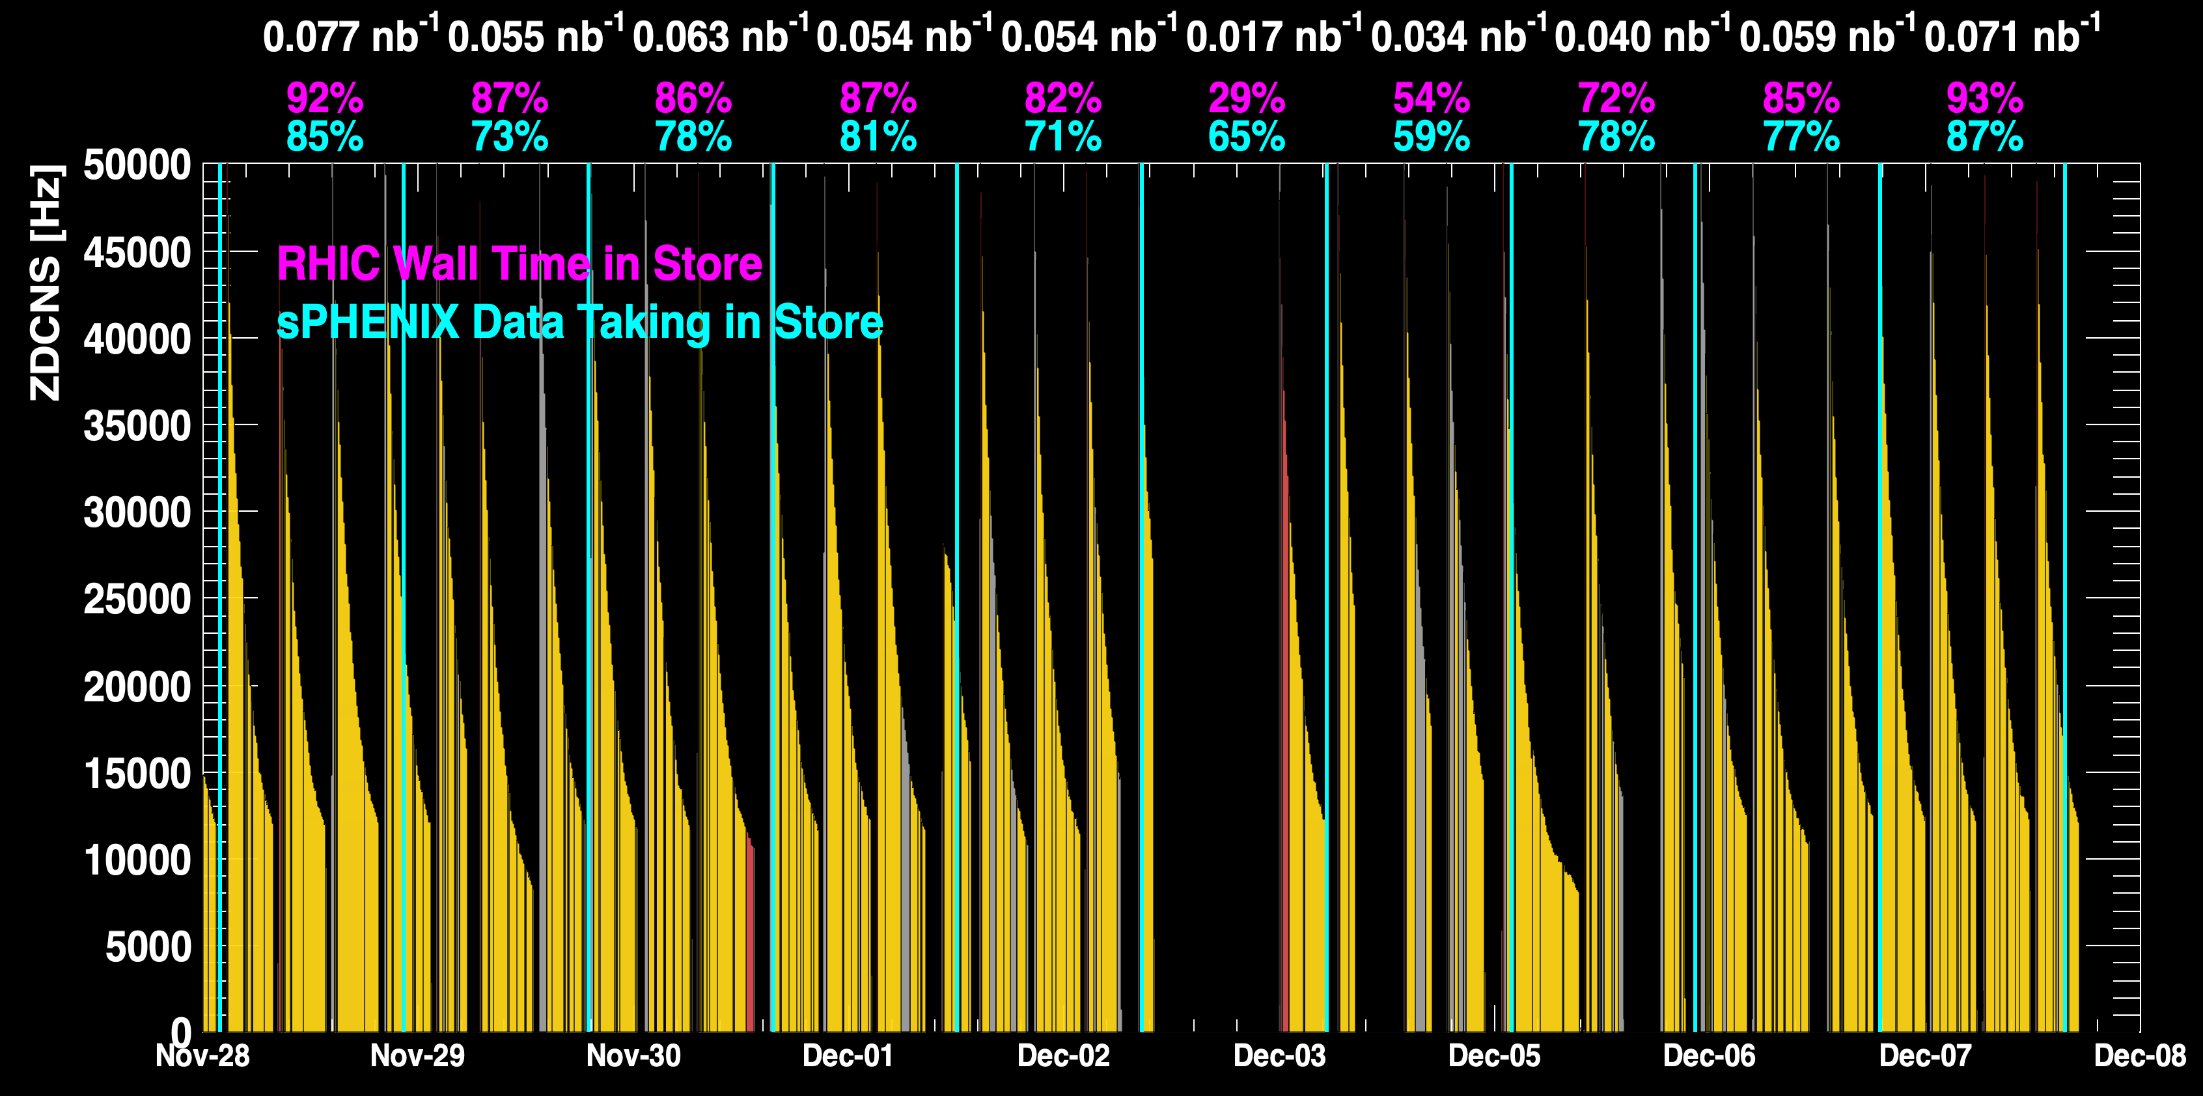 0.077 nb-1 0.055 nb-1 0.063 nb-1 0.054 nb-1 0.054 nb-1 0.017 nb-1 0.034 nb-1 0.040 nb-1 0.059 nb-1 0.071 nb-1
92% 87% 86% 87% 82% 29% 54% 72% 85% 93%
85% 73% 78% 81% 71% 65% 59% 78% 77% 87%
ZDCNS [Hz]
50000
45000
RHIC Wall Time in Store
sPHENIX Data Taking in Store
40000
35000
30000
25000
20000
15000
10000
5000
0
Nov-28 Nov-29 Nov-30 Dec-01 Dec-02 Dec-03 Dec-05 Dec-06 Dec-07 Dec-08